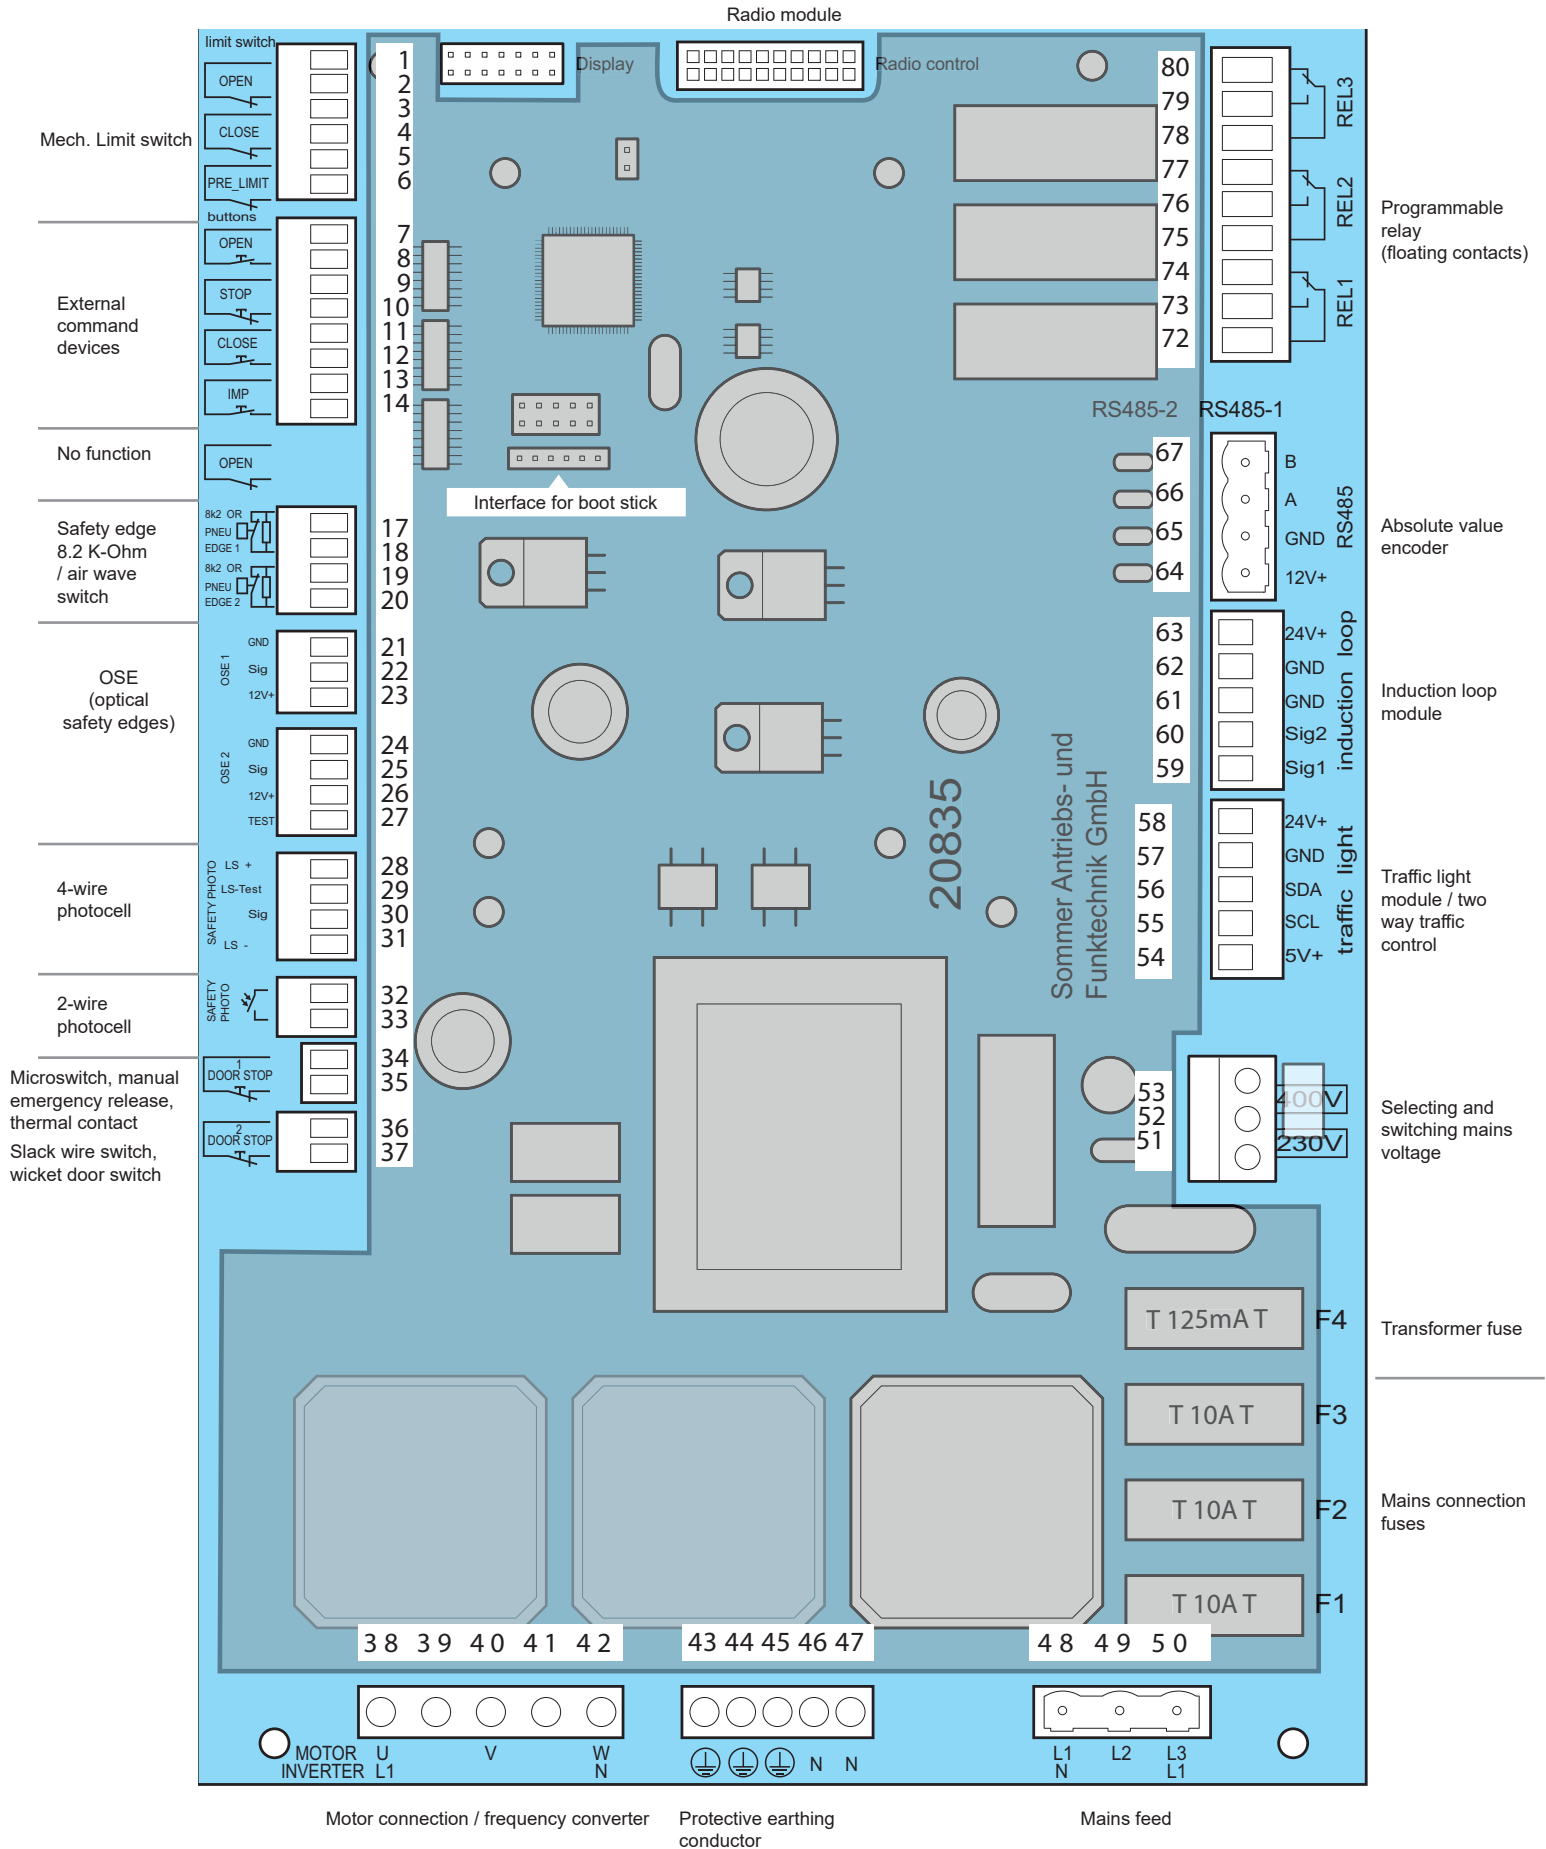 Radio module
limit switch
OPEN
CLOSE
PRE_LIMIT
Mech. Limit switch
buttons
OPEN
STOP
CLOSE
IMP
External
command
devices
No function
OPEN
Safety edge
8.2 K-Ohm
/ air wave
switch
8k2 OR
PNEU
EDGE 1
8k2 OR
PNEU
EDGE 2
OSE
(optical
safety edges)
OSE 1
GND
Sig
12V+
OSE 2
GND
Sig
12V+
TEST
4-wire
photocell
SAFETY PHOTO
LS +
LS-Test
Sig
LS -
2-wire
photocell
SAFETY
PHOTO
Microswitch, manual
emergency release,
thermal contact
1
DOOR STOP
Slack wire switch,
wicket door switch
2
DOOR STOP
1
2
3
4
5
6
7
8
9
10
11
12
13
14
17
18
19
20
21
22
23
24
25
26
27
28
29
30
31
32
33
34
35
36
37
Display
Radio control
Interface for boot stick
20835
Sommer Antriebs- und
Funktechnik GmbH
80
79
78
77
76
75
74
73
72
REL3
REL2
REL1
Programmable
relay
(floating contacts)
RS485-2 RS485-1
67
66
65
64
B
A
GND
12V+
RS485
Absolute value
encoder
63
62
61
60
59
24V+
GND
GND
Sig2
Sig1
induction loop
Induction loop
module
58
57
56
55
54
24V+
GND
SDA
SCL
5V+
traffic light
Traffic light
module / two
way traffic
control
53
52
51
400V
230V
Selecting and
switching mains
voltage
T 125mA T
F4
Transformer fuse
T 10A T
F3
T 10A T
F2
T 10A T
F1
Mains connection
fuses
38 39 40 41 42
43 44 45 46 47
48 49 50
MOTOR U V W
INVERTER L1 N
N N
L1 L2 L3
N L1
Motor connection / frequency converter
Protective earthing
conductor
Mains feed